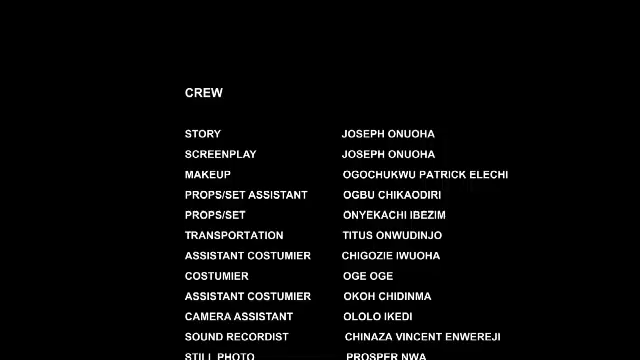 CREW
STORY JOSEPH ONUOHA
SCREENPLAY JOSEPH ONUOHA
MAKEUP OGOCHUKWU PATRICK ELECHI
PROPS/SET ASSISTANT OGBU CHIKAODIRI
PROPS/SET ONYEKACHI IBEZIM
TRANSPORTATION TITUS ONWUDINJO
ASSISTANT COSTUMIER CHIGOZIE IWUOHA
COSTUMIER OGE OGE
ASSISTANT COSTUMIER OKOH CHIDINMA
CAMERA ASSISTANT OLOLO IKEDI
SOUND RECORDIST CHINAZA VINCENT ENWEREJI
STILL PHOTO PROSPER NWA